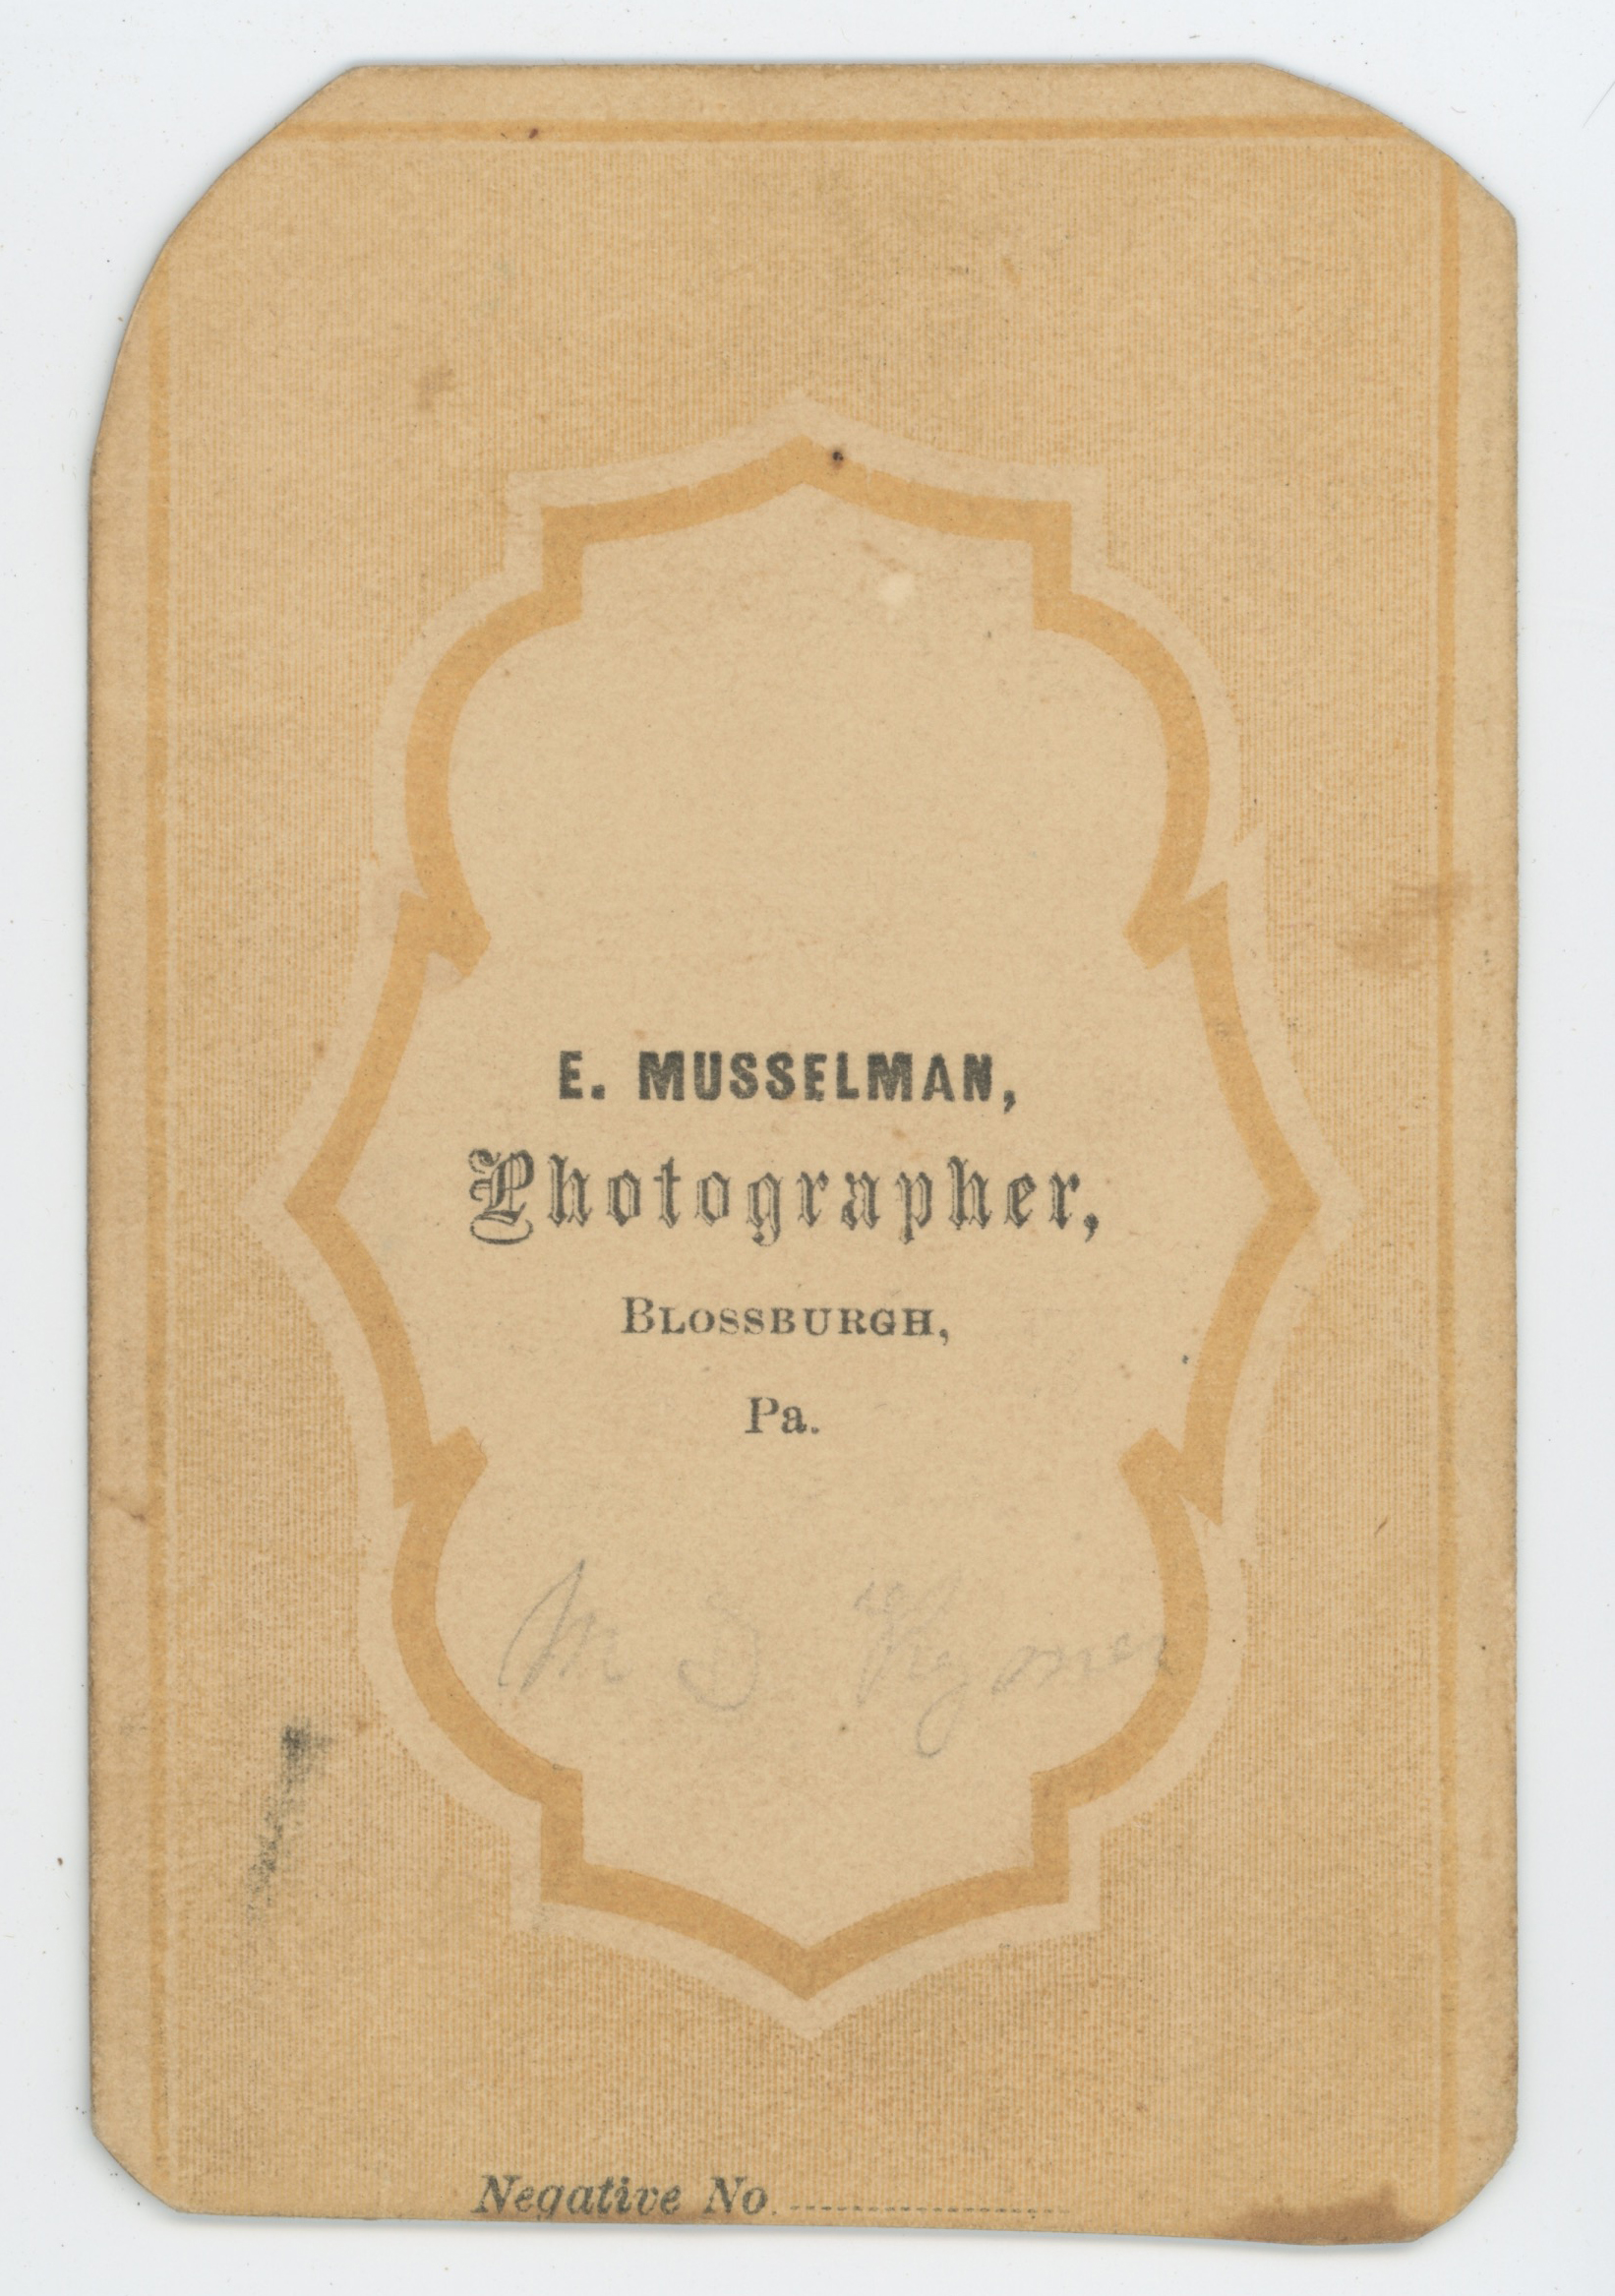 E. MUSSELMAN,
Photographer,
BLOSSBURGH,
Pa.
M
Negative No.